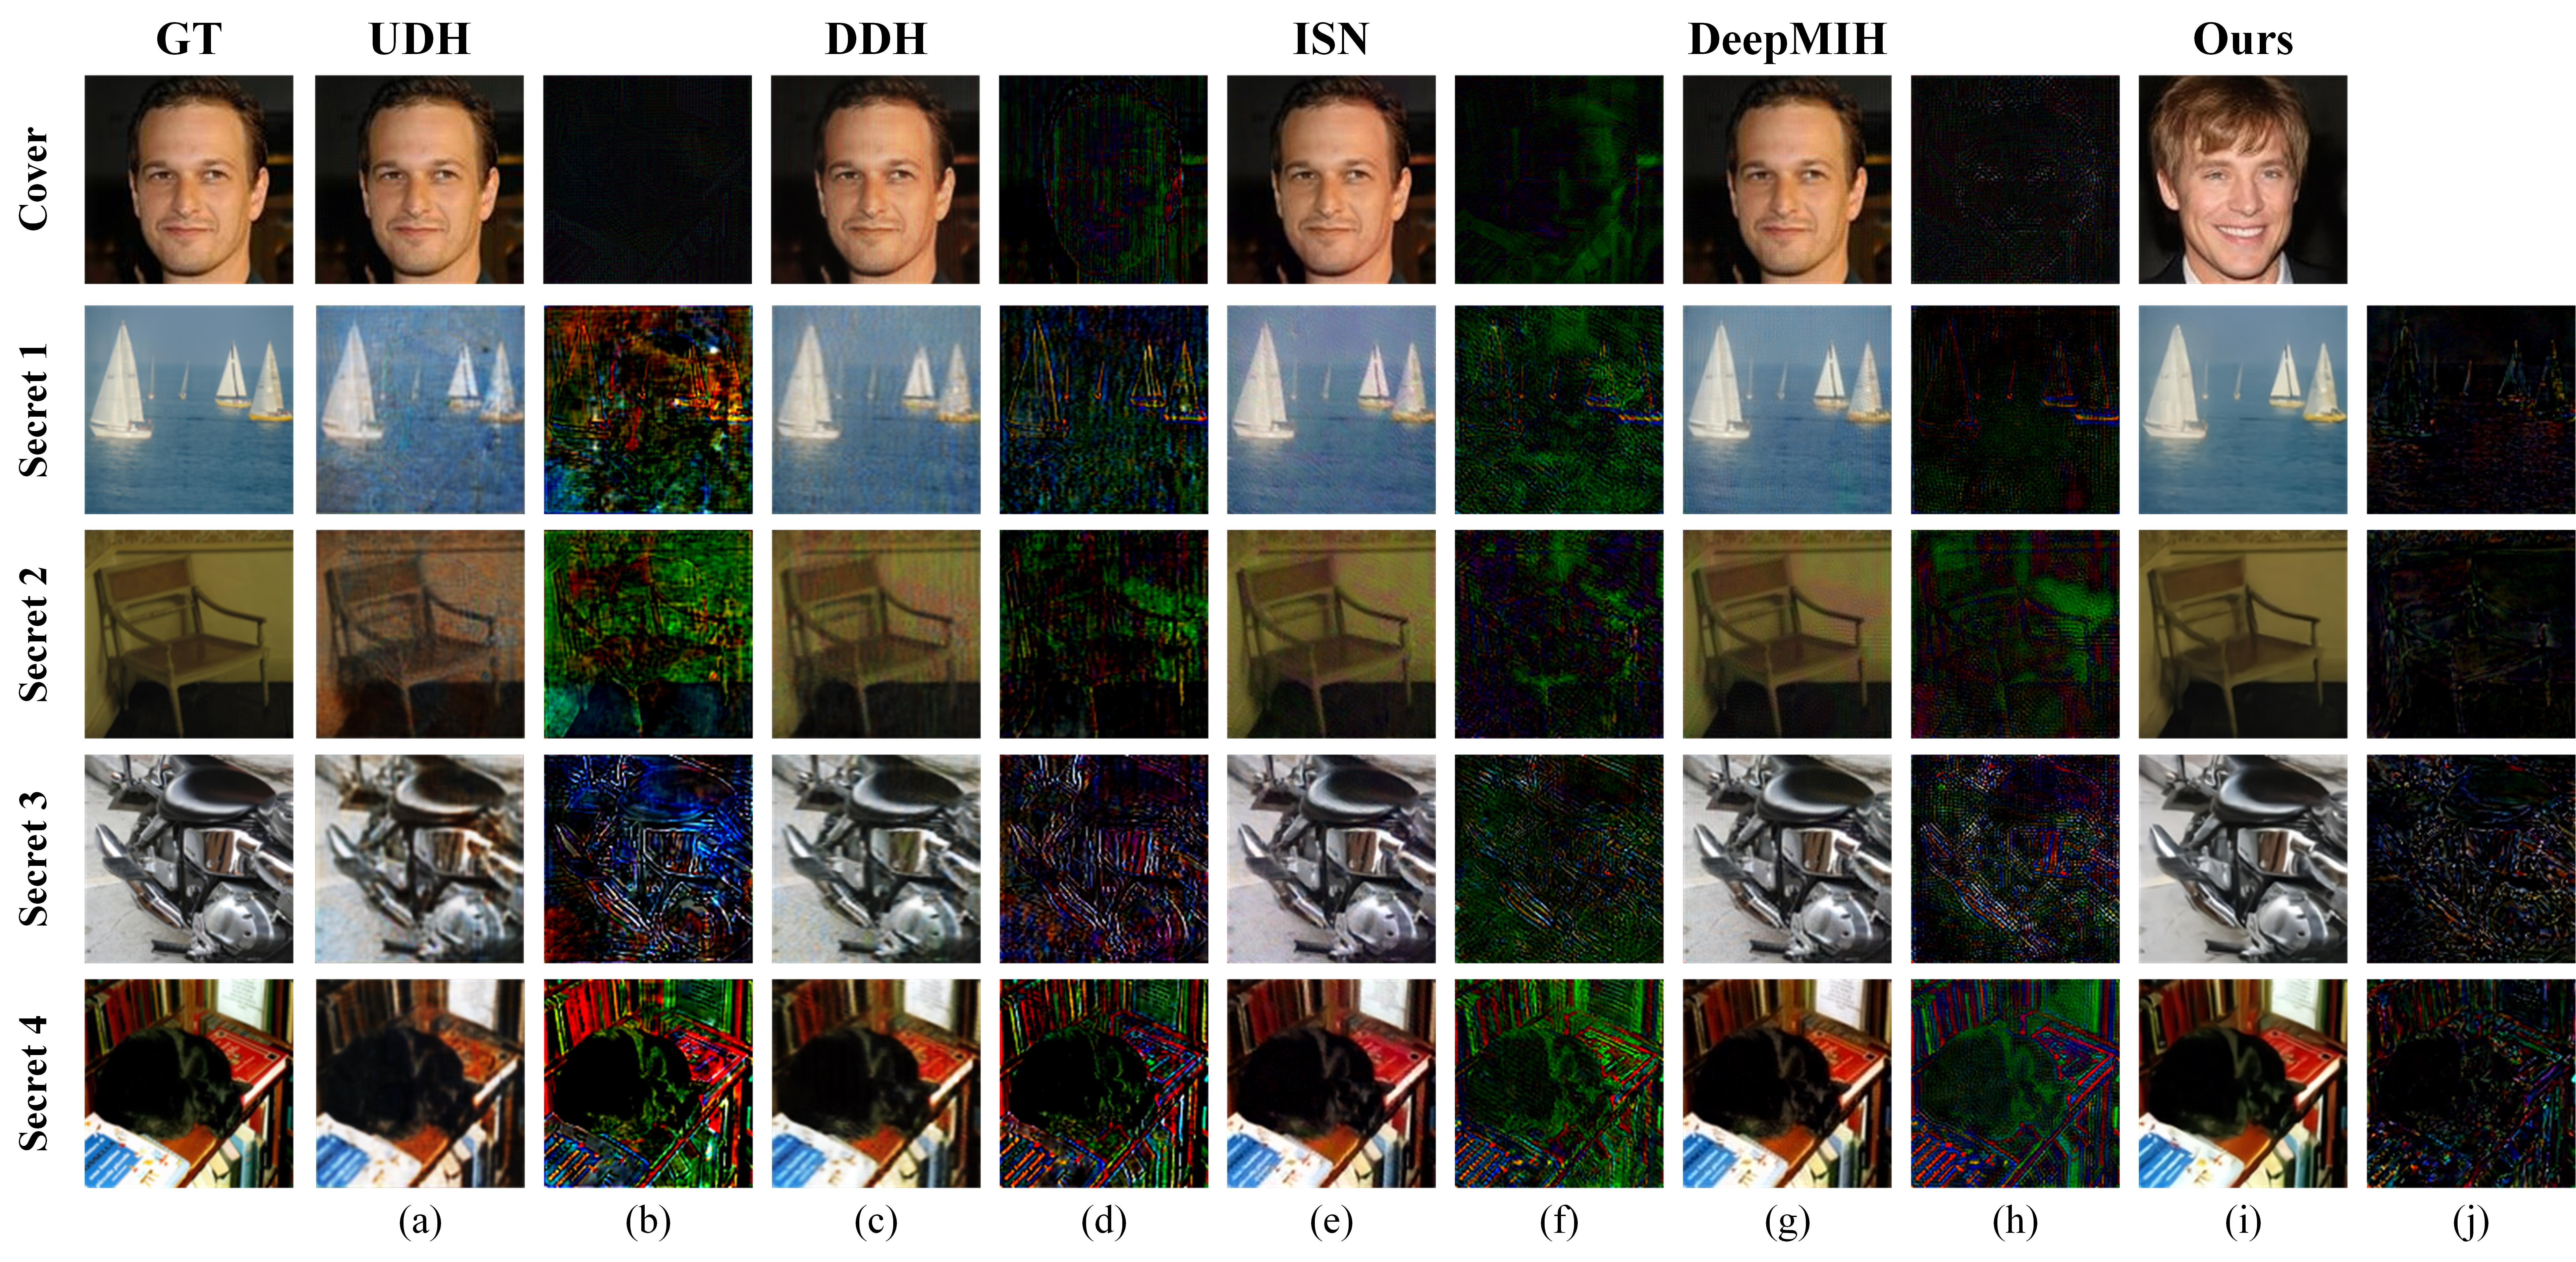 GT UDH DDH ISN DeepMIH Ours
Cover
Secret 1
Secret 2
Secret 3
Secret 4
(a) (b) (c) (d) (e) (f) (g) (h) (i) (j)